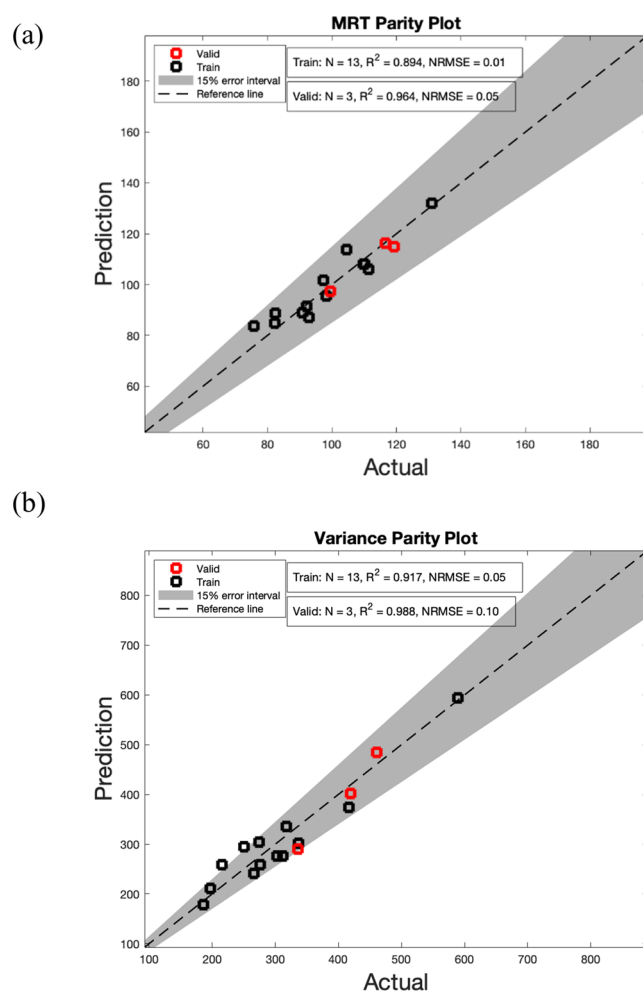 (a)
MRT Parity Plot
Valid
Train
15% error interval
Reference line
Train: N = 13, R² = 0.894, NRMSE = 0.01
Valid: N = 3, R² = 0.964, NRMSE = 0.05
180
160
140
120
100
80
60
Prediction
60 80 100 120 140 160 180
Actual
(b)
Variance Parity Plot
Valid
Train
15% error interval
Reference line
Train: N = 13, R² = 0.917, NRMSE = 0.05
Valid: N = 3, R² = 0.988, NRMSE = 0.10
800
700
600
500
400
300
200
100
Prediction
100 200 300 400 500 600 700 800
Actual